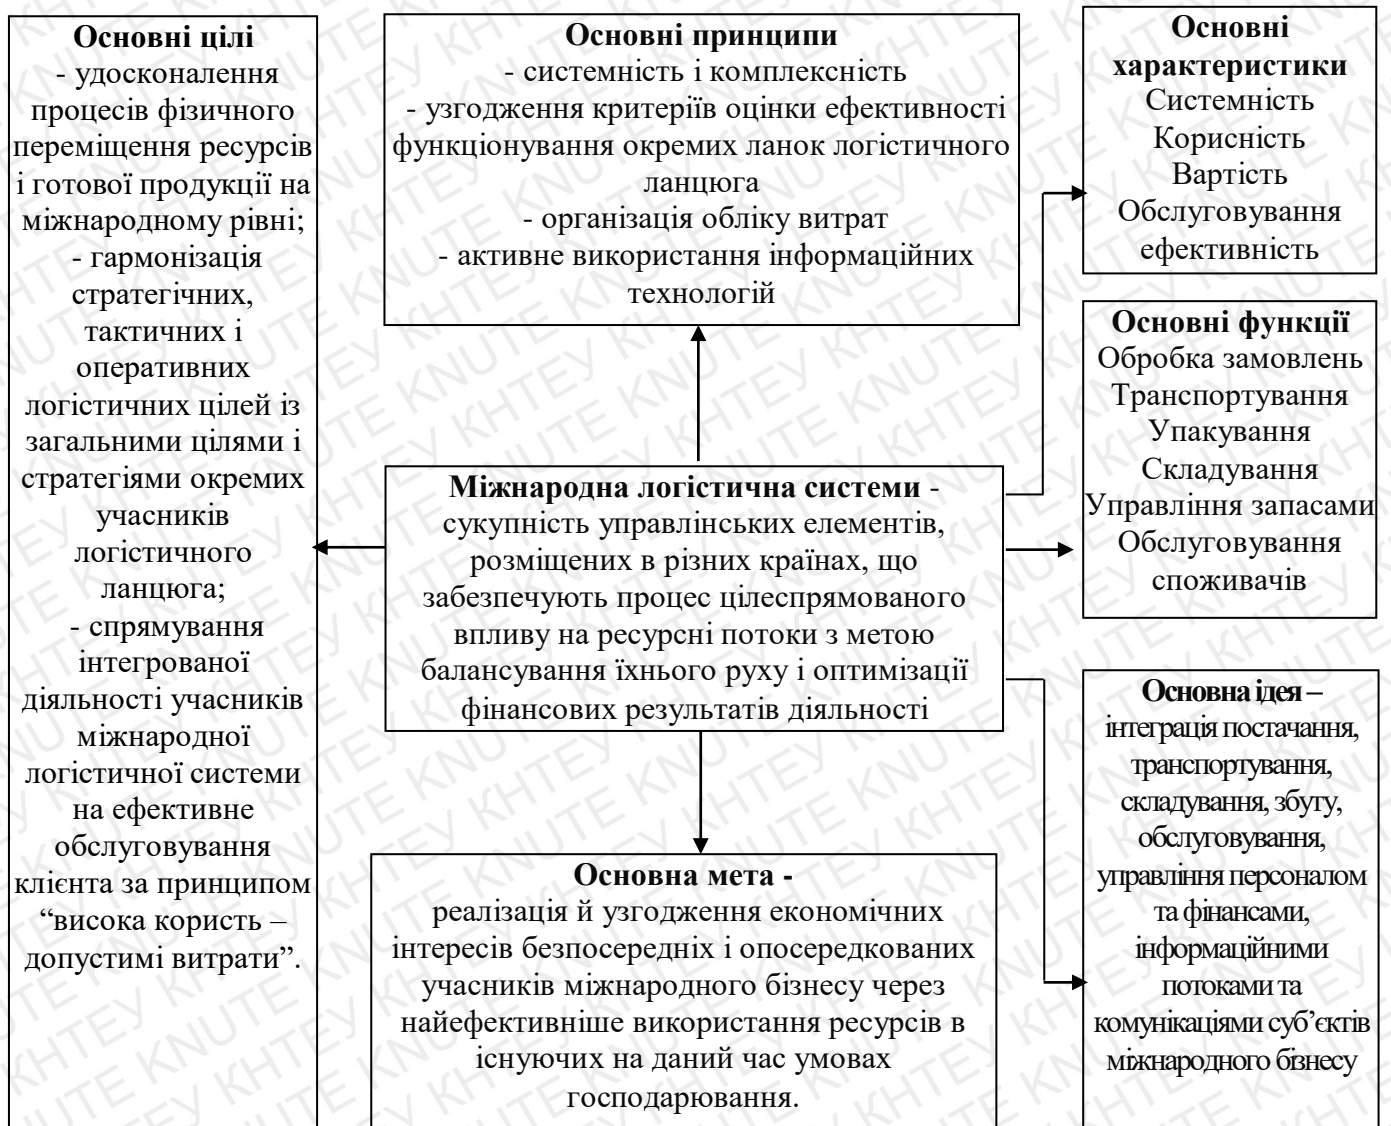 Основні цілі
- удосконалення
процесів фізичного
переміщення ресурсів
і готової продукції на
міжнародному рівні;
- гармонізація
стратегічних,
тактичних і
оперативних
логістичних цілей із
загальними цілями і
стратегіями окремих
учасників
логістичного
ланцюга;
- спрямування
інтегрованої
діяльності учасників
міжнародної
логістичної системи
на ефективне
обслуговування
клієнта за принципом
“висока користь –
допустимі витрати”.
Основні принципи
- системність і комплексність
- узгодження критеріїв оцінки ефективності
функціонування окремих ланок логістичного
ланцюга
- організація обліку витрат
- активне використання інформаційних
технологій
Міжнародна логістична системи -
сукупність управлінських елементів,
розміщених в різних країнах, що
забезпечують процес цілеспрямованого
впливу на ресурсні потоки з метою
балансування їхнього руху і оптимізації
фінансових результатів діяльності
Основна мета -
реалізація й узгодження економічних
інтересів безпосередніх і опосередкованих
учасників міжнародного бізнесу через
найефективніше використання ресурсів в
існуючих на даний час умовах
господарювання.
Основні
характеристики
Системність
Корисність
Вартість
Обслуговування
ефективність
Основні функції
Обробка замовлень
Транспортування
Упакування
Складування
Управління запасами
Обслуговування
споживачів
Основна ідея –
інтеграція постачання,
транспортування,
складування, збуту,
обслуговування,
управління персоналом
та фінансами,
інформаційними
потоками та
комунікаціями суб’єктів
міжнародного бізнесу